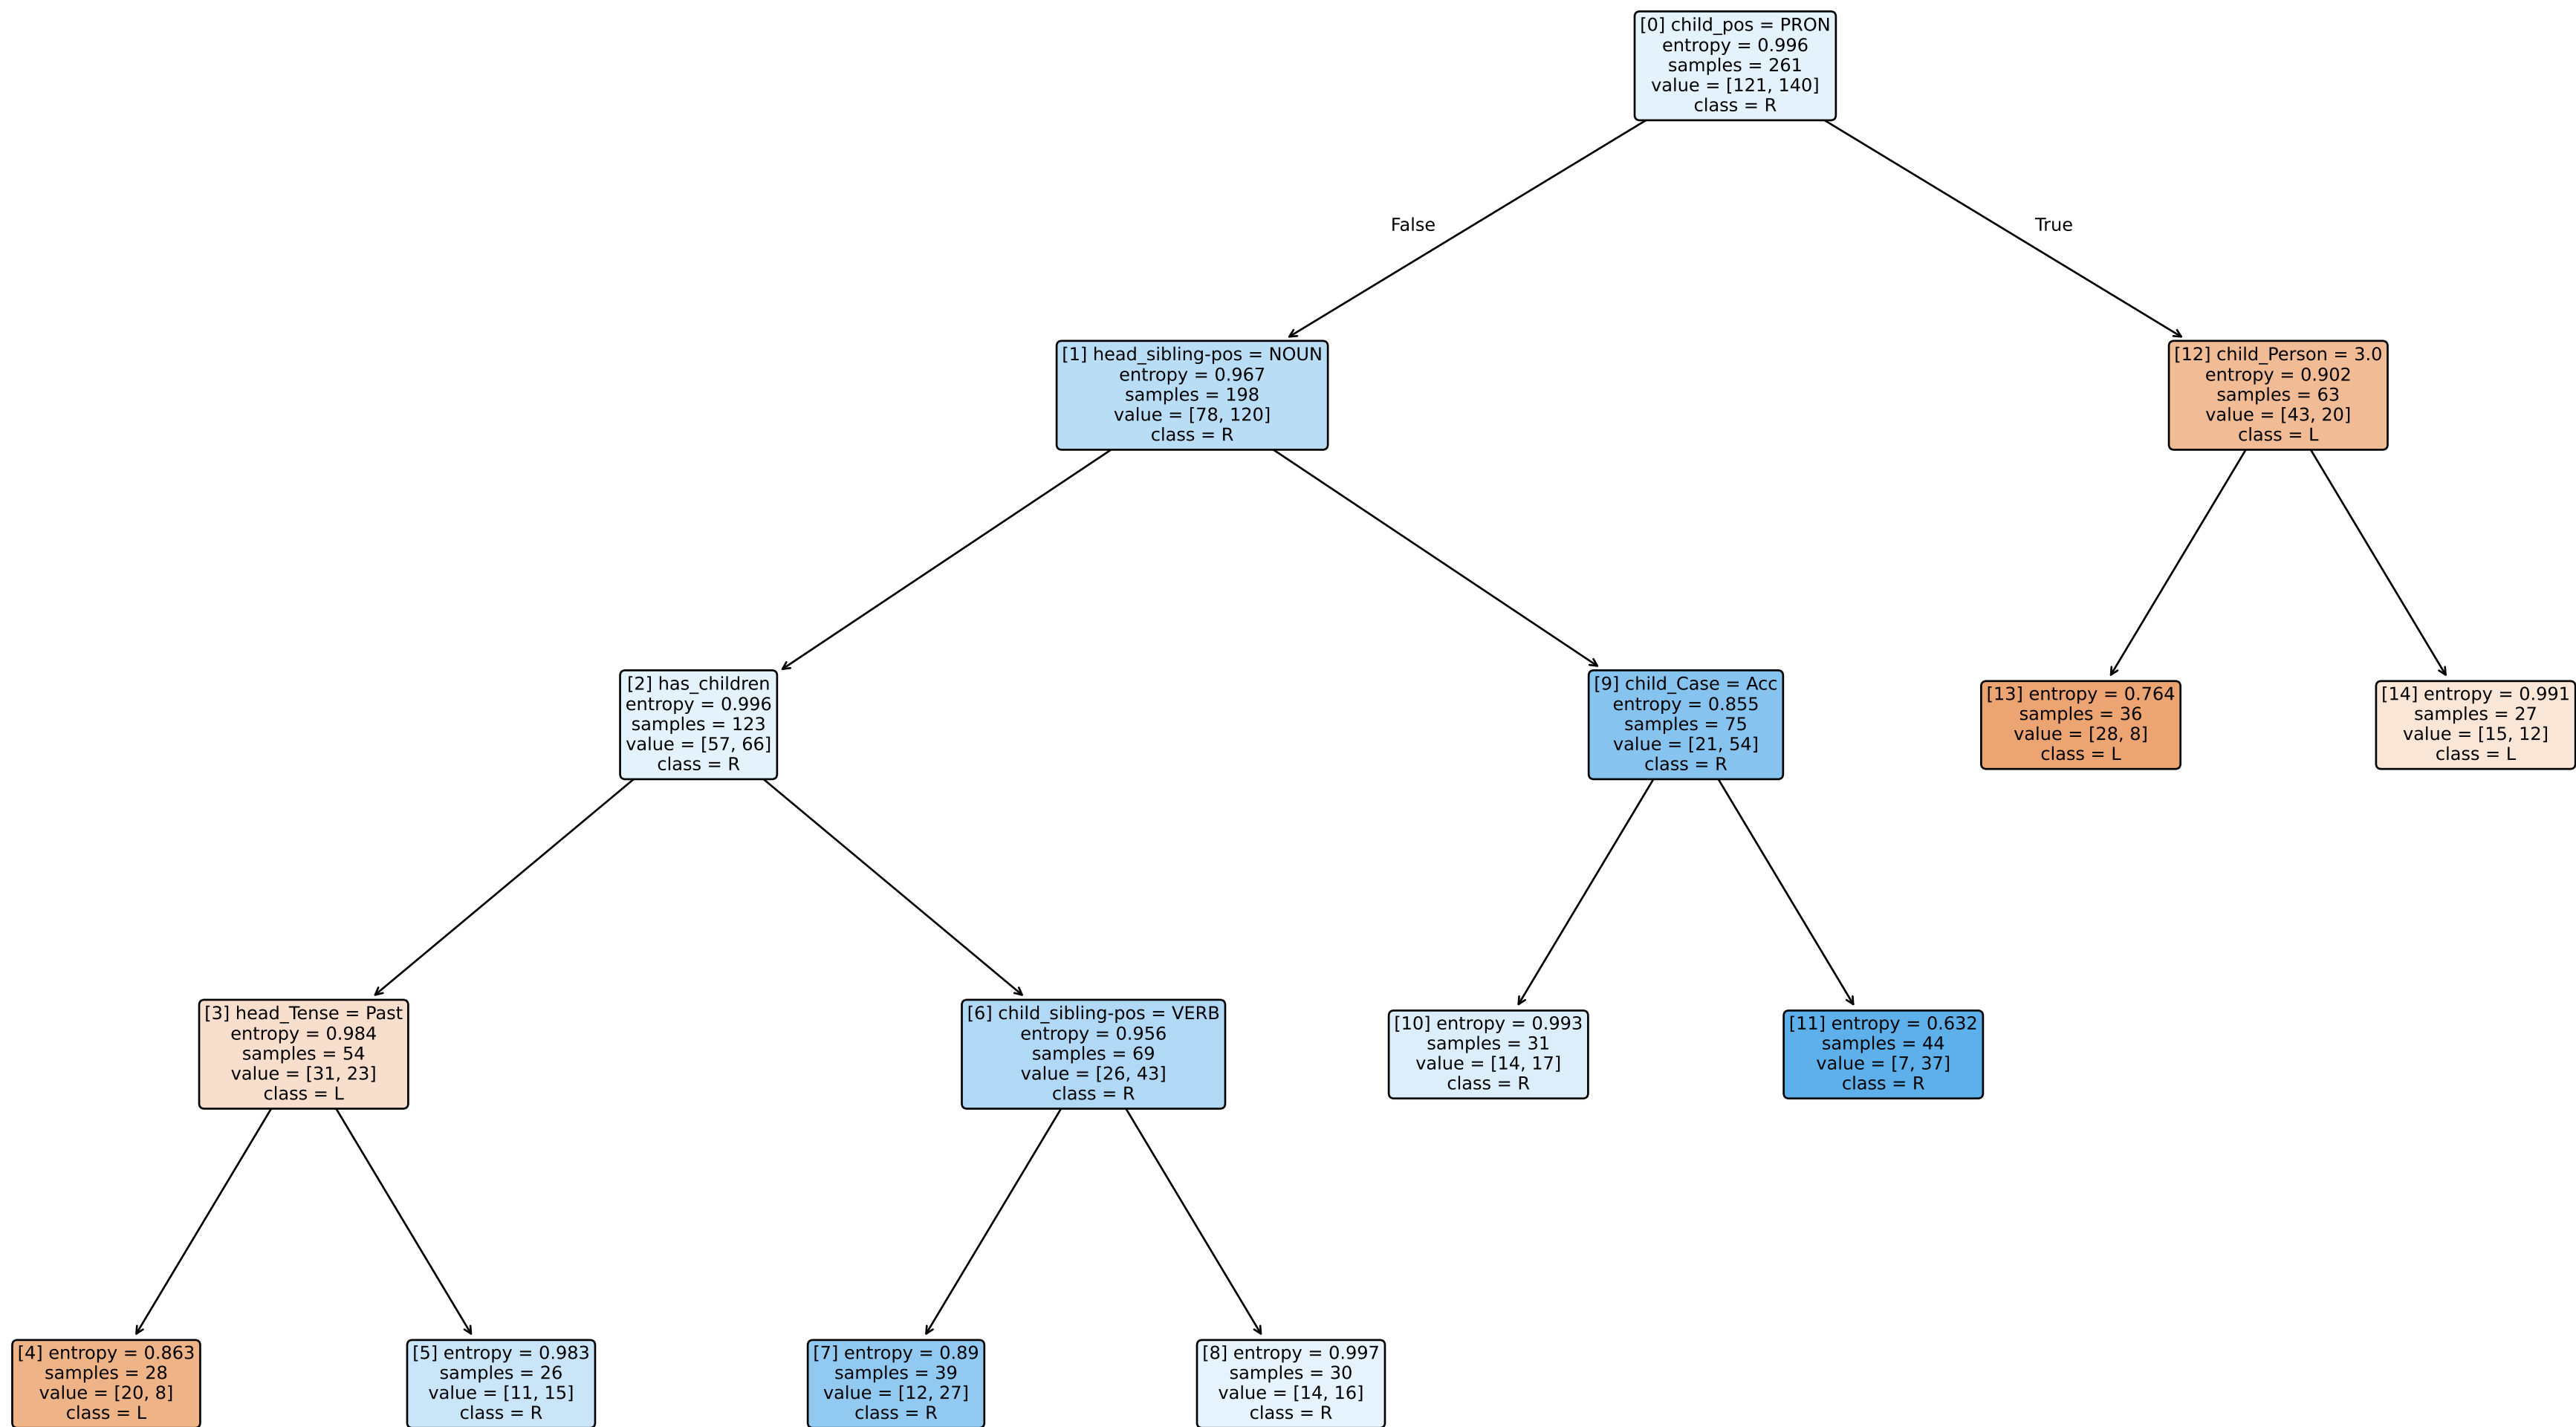 [0] child_pos = PRON
entropy = 0.996
samples = 261
value = [121, 140]
class = R
False
True
[1] head_sibling-pos = NOUN
entropy = 0.967
samples = 198
value = [78, 120]
class = R
[12] child_Person = 3.0
entropy = 0.902
samples = 63
value = [43, 20]
class = L
[2] has_children
entropy = 0.996
samples = 123
value = [57, 66]
class = R
[9] child_Case = Acc
entropy = 0.855
samples = 75
value = [21, 54]
class = R
[13] entropy = 0.764
samples = 36
value = [28, 8]
class = L
[14] entropy = 0.991
samples = 27
value = [15, 12]
class = L
[3] head_Tense = Past
entropy = 0.984
samples = 54
value = [31, 23]
class = L
[6] child_sibling-pos = VERB
entropy = 0.956
samples = 69
value = [26, 43]
class = R
[10] entropy = 0.993
samples = 31
value = [14, 17]
class = R
[11] entropy = 0.632
samples = 44
value = [7, 37]
class = R
[4] entropy = 0.863
samples = 28
value = [20, 8]
class = L
[5] entropy = 0.983
samples = 26
value = [11, 15]
class = R
[7] entropy = 0.89
samples = 39
value = [12, 27]
class = R
[8] entropy = 0.997
samples = 30
value = [14, 16]
class = R